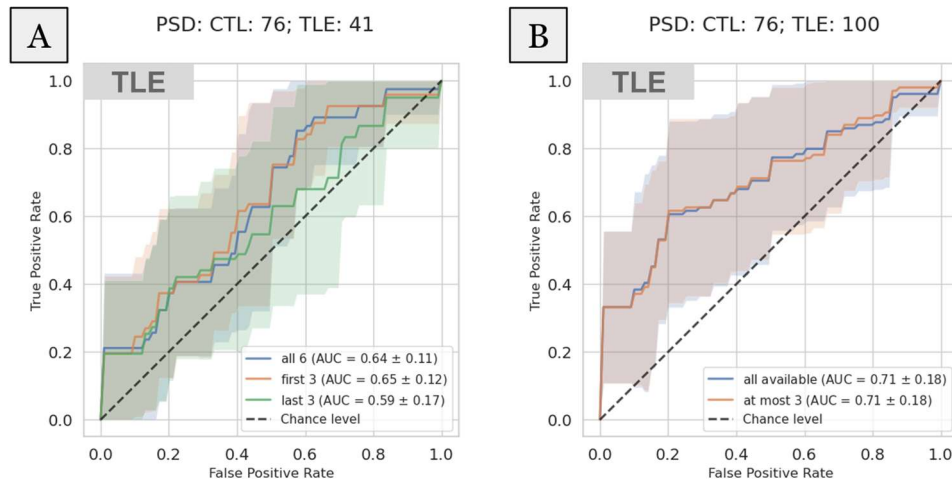 A
PSD: CTL: 76; TLE: 41
TLE
1.0
0.8
0.6
0.4
0.2
0.0
True Positive Rate
all 6 (AUC = 0.64 ± 0.11)
first 3 (AUC = 0.65 ± 0.12)
last 3 (AUC = 0.59 ± 0.17)
Chance level
0.0 0.2 0.4 0.6 0.8 1.0
False Positive Rate
B
PSD: CTL: 76; TLE: 100
TLE
1.0
0.8
0.6
0.4
0.2
0.0
True Positive Rate
all available (AUC = 0.71 ± 0.18)
at most 3 (AUC = 0.71 ± 0.18)
Chance level
0.0 0.2 0.4 0.6 0.8 1.0
False Positive Rate